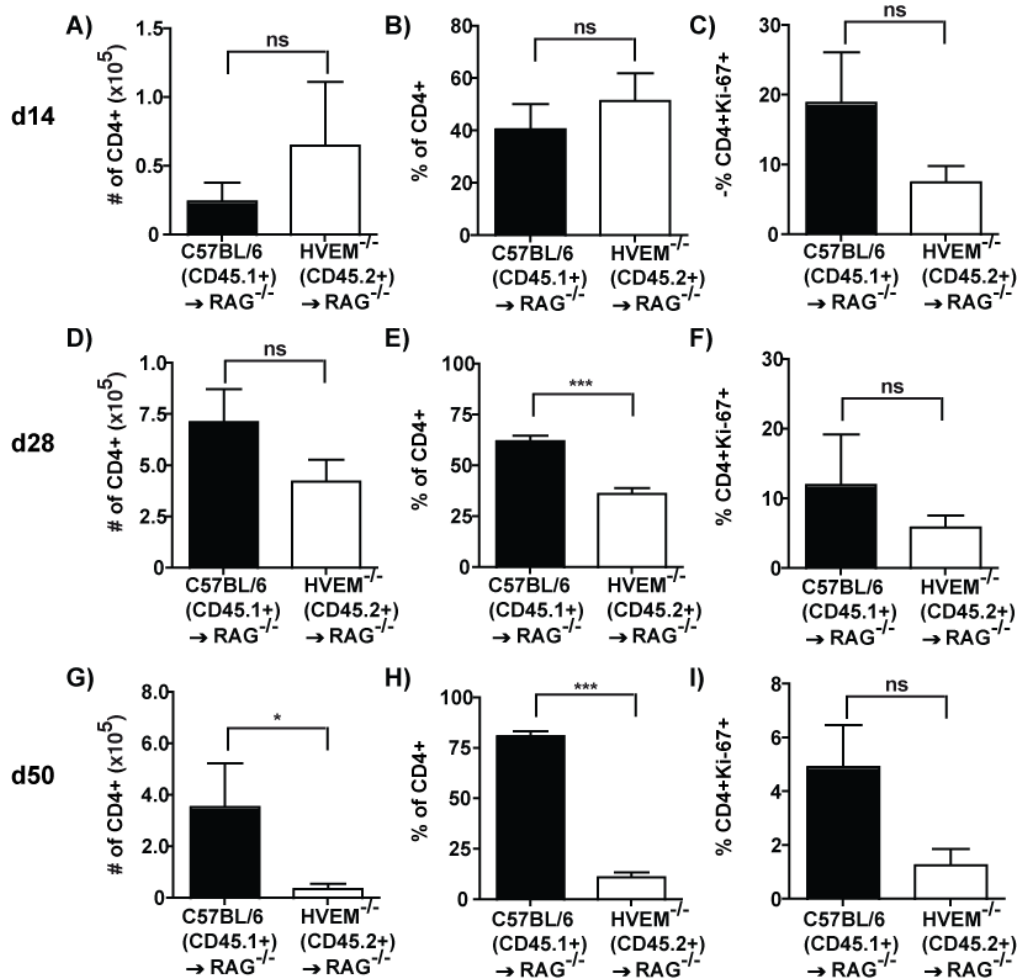 d14
A)
# of CD4+ (x10^5)
1.5
1.0
0.5
0
ns
C57BL/6
(CD45.1+)
→ RAG^-/-
HVEM^-/-
(CD45.2+)
→ RAG^-/-
B)
% of CD4+
80
60
40
20
0
ns
C57BL/6
(CD45.1+)
→ RAG^-/-
HVEM^-/-
(CD45.2+)
→ RAG^-/-
C)
-% CD4+Ki-67+
30
20
10
0
ns
C57BL/6
(CD45.1+)
→ RAG^-/-
HVEM^-/-
(CD45.2+)
→ RAG^-/-
d28
D)
# of CD4+ (x10^5)
1.0
7.5
5.0
2.5
0
ns
C57BL/6
(CD45.1+)
→ RAG^-/-
HVEM^-/-
(CD45.2+)
→ RAG^-/-
E)
% of CD4+
100
75
50
25
0
***
C57BL/6
(CD45.1+)
→ RAG^-/-
HVEM^-/-
(CD45.2+)
→ RAG^-/-
F)
% CD4+Ki-67+
30
20
10
0
ns
C57BL/6
(CD45.1+)
→ RAG^-/-
HVEM^-/-
(CD45.2+)
→ RAG^-/-
d50
G)
# of CD4+ (x10^5)
8.0
6.0
4.0
2.0
0
*
C57BL/6
(CD45.1+)
→ RAG^-/-
HVEM^-/-
(CD45.2+)
→ RAG^-/-
H)
% of CD4+
100
75
50
25
0
***
C57BL/6
(CD45.1+)
→ RAG^-/-
HVEM^-/-
(CD45.2+)
→ RAG^-/-
I)
% CD4+Ki-67+
8
6
4
2
0
ns
C57BL/6
(CD45.1+)
→ RAG^-/-
HVEM^-/-
(CD45.2+)
→ RAG^-/-